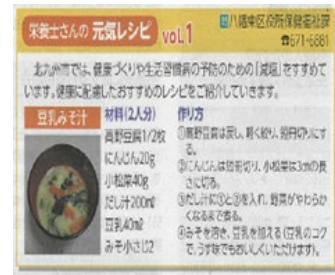 栄養士さんの 元気レシピ vol.1
問八幡東区役所保健福祉課
☎671-6881
北九州市では、健康づくりや生活習慣病の予防のための「減塩」をすすめて
います。健康に配慮したおすすめのレシピをご紹介していきます。
豆乳みそ汁
材料(2人分)
高野豆腐1/2枚
にんじん20g
小松菜40g
だし汁200㎖
豆乳40㎖
みそ小さじ2
作り方
①高野豆腐は戻し、軽く絞り、短冊切りにす
る。
②にんじんは短冊切り、小松菜は3cmの長
さに切る。
③だし汁に①と②を入れ、野菜がやわらか
くなるまで煮る。
④みそを溶き、豆乳を加える(豆乳のコク
で、うす味でもおいしくいただけます)。